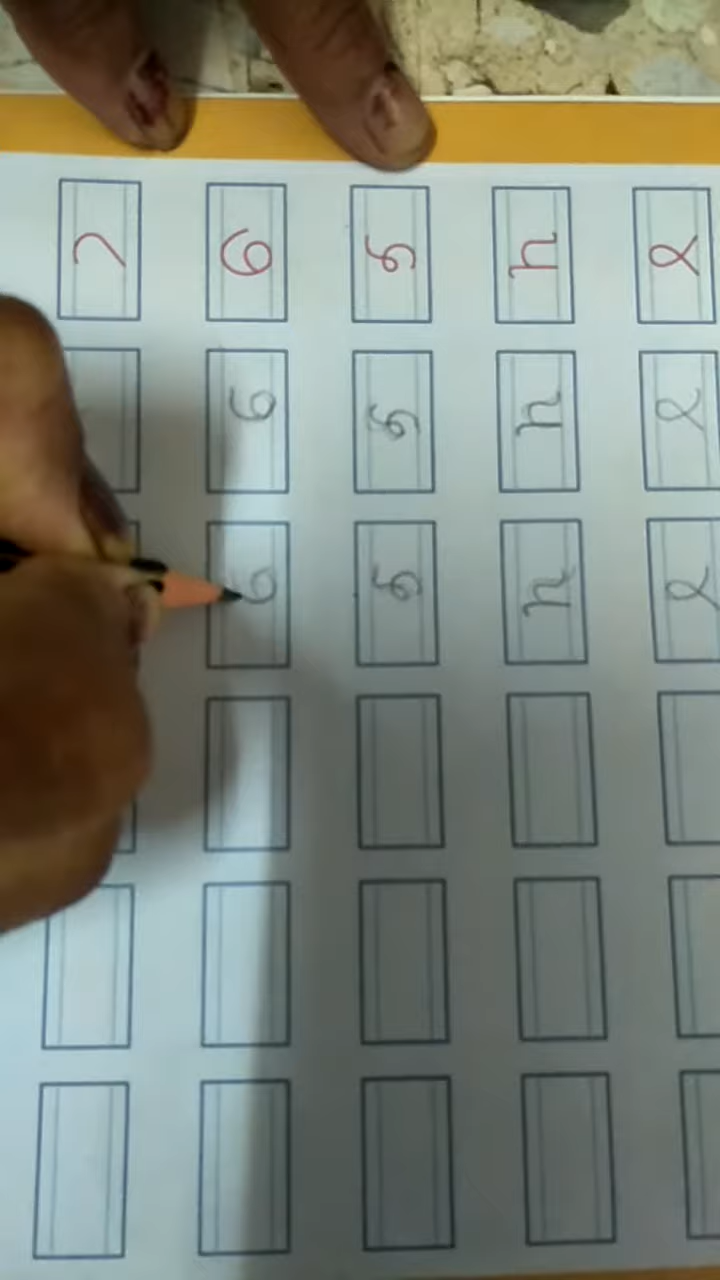 ૪ ૪ ૪
૫ ૫ ૫
૬ ૬ ૬
૭ ૭ ૭
૮